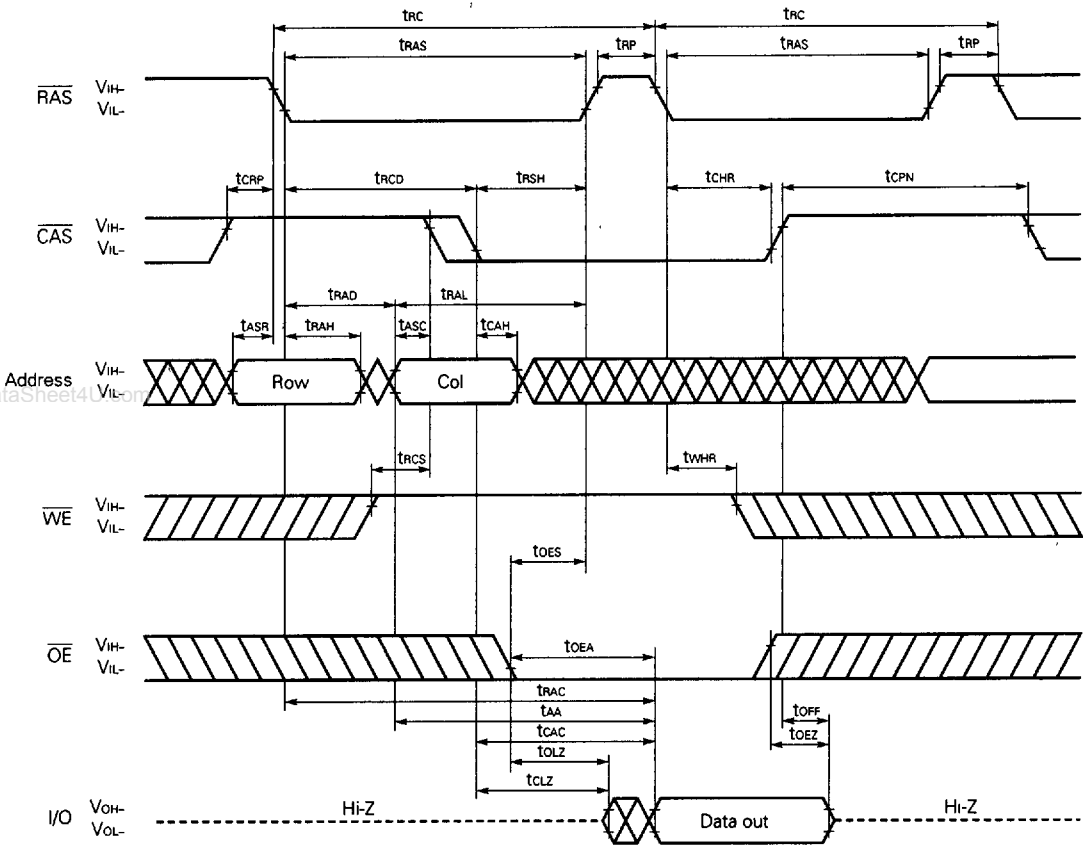 tRC tRC
tRAS tRP tRAS tRP
RAS VIH-
VIL-
tCRP tRCD tRSH tCHR tCPN
CAS VIH-
VIL-
tRAD tRAL
tASR tRAH tASC tCAH
Address VIH-
VIL-
Row Col
ataSheet4U.com
tRCS tWHR
WE VIH-
VIL-
tOES
OE VIH-
VIL-
tOEA
tRAC
tAA
tOFF
tCAC
tOEZ
tOLZ
tCLZ
I/O VOH-
VOL-
Hi-Z Data out Hi-Z